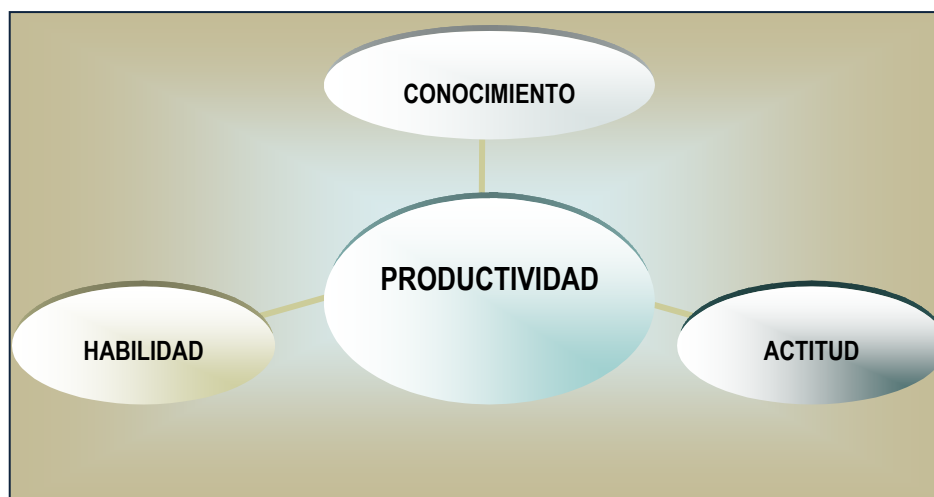 CONOCIMIENTO
PRODUCTIVIDAD
HABILIDAD
ACTITUD